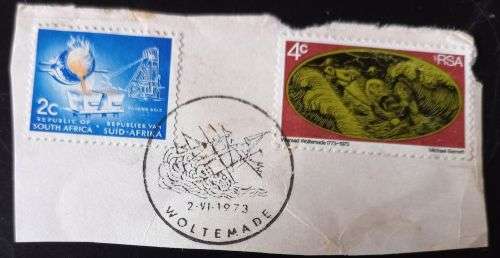 2c
REPUBLIC OF
SOUTH AFRICA
REPUBLIEK VAN
SUID-AFRIKA
4c
RSA
Wolraad Woltemade 1773-1973
2-VI-1973
WOLTEMADE